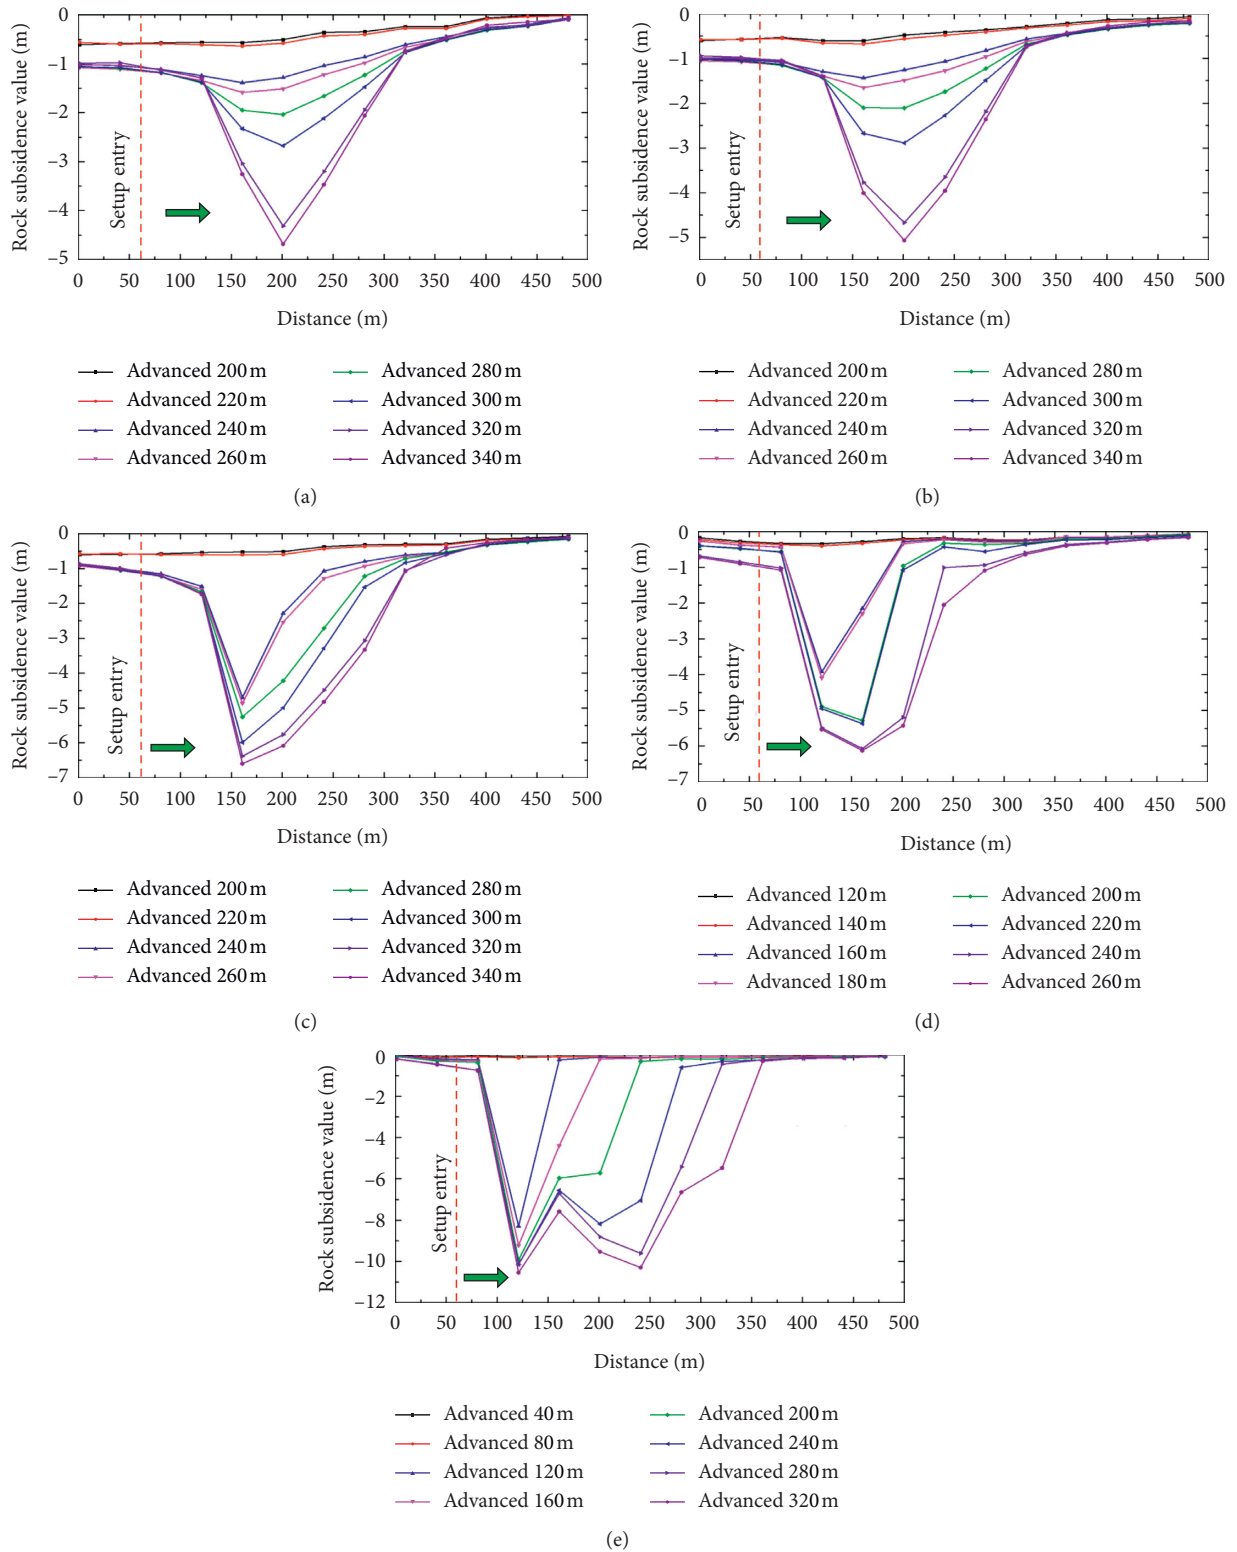 0
−1
−2
−3
−4
−5
Rock subsidence value (m)
Setup entry
0 50 100 150 200 250 300 350 400 450 500
Distance (m)
Advanced 200 m
Advanced 220 m
Advanced 240 m
Advanced 260 m
Advanced 280 m
Advanced 300 m
Advanced 320 m
Advanced 340 m
(a)
0
−1
−2
−3
−4
−5
Rock subsidence value (m)
Setup entry
0 50 100 150 200 250 300 350 400 450 500
Distance (m)
Advanced 200 m
Advanced 220 m
Advanced 240 m
Advanced 260 m
Advanced 280 m
Advanced 300 m
Advanced 320 m
Advanced 340 m
(b)
0
−1
−2
−3
−4
−5
−6
−7
Rock subsidence value (m)
Setup entry
0 50 100 150 200 250 300 350 400 450 500
Distance (m)
Advanced 200 m
Advanced 220 m
Advanced 240 m
Advanced 260 m
Advanced 280 m
Advanced 300 m
Advanced 320 m
Advanced 340 m
(c)
0
−1
−2
−3
−4
−5
−6
−7
Rock subsidence value (m)
Setup entry
0 50 100 150 200 250 300 350 400 450 500
Distance (m)
Advanced 120 m
Advanced 140 m
Advanced 160 m
Advanced 180 m
Advanced 200 m
Advanced 220 m
Advanced 240 m
Advanced 260 m
(d)
0
−2
−4
−6
−8
−10
−12
Rock subsidence value (m)
Setup entry
0 50 100 150 200 250 300 350 400 450 500
Distance (m)
Advanced 40 m
Advanced 80 m
Advanced 120 m
Advanced 160 m
Advanced 200 m
Advanced 240 m
Advanced 280 m
Advanced 320 m
(e)